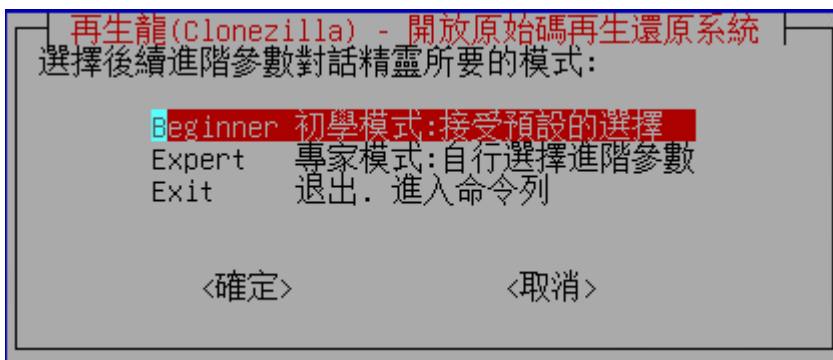 再生龍(Clonezilla) - 開放原始碼再生還原系統
選擇後續進階參數對話精靈所要的模式:
Beginner 初學模式:接受預設的選擇
Expert 專家模式:自行選擇進階參數
Exit 退出. 進入命令列
<確定> <取消>